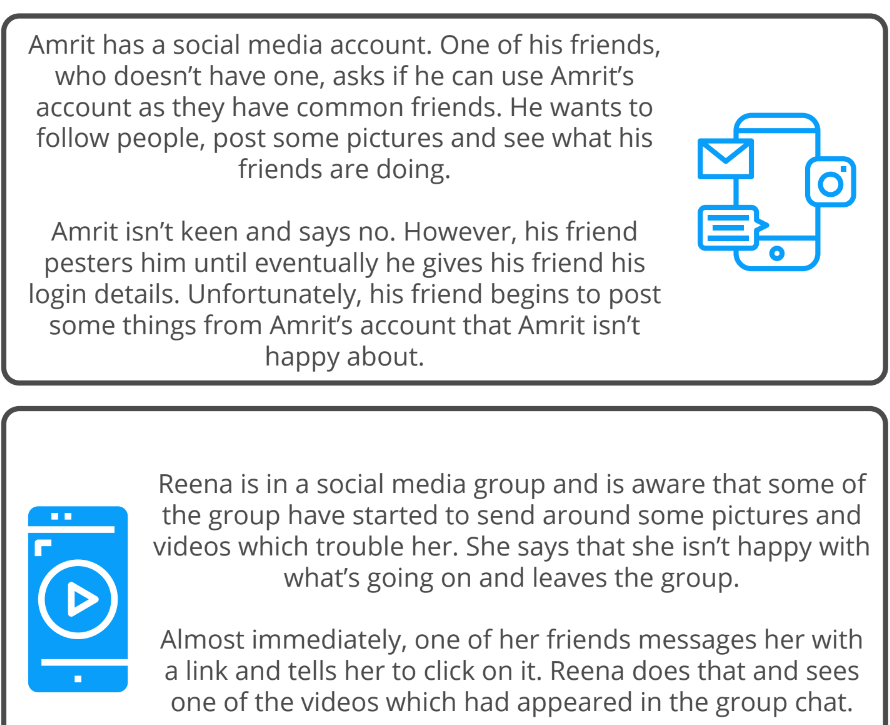 Amrit has a social media account. One of his friends,
who doesn’t have one, asks if he can use Amrit’s
account as they have common friends. He wants to
follow people, post some pictures and see what his
friends are doing.
Amrit isn’t keen and says no. However, his friend
pesters him until eventually he gives his friend his
login details. Unfortunately, his friend begins to post
some things from Amrit’s account that Amrit isn’t
happy about.
Reena is in a social media group and is aware that some of
the group have started to send around some pictures and
videos which trouble her. She says that she isn’t happy with
what’s going on and leaves the group.
Almost immediately, one of her friends messages her with
a link and tells her to click on it. Reena does that and sees
one of the videos which had appeared in the group chat.